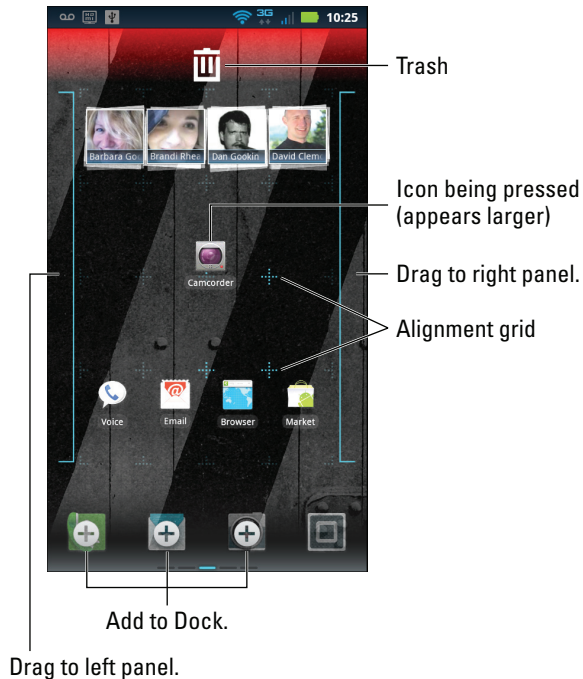 3G
10:25
Trash
Barbara Go
Brandi Rhea
Dan Gookin
David Clem
Icon being pressed
(appears larger)
Camcorder
Drag to right panel.
Alignment grid
Voice
Email
Browser
Market
Add to Dock.
Drag to left panel.